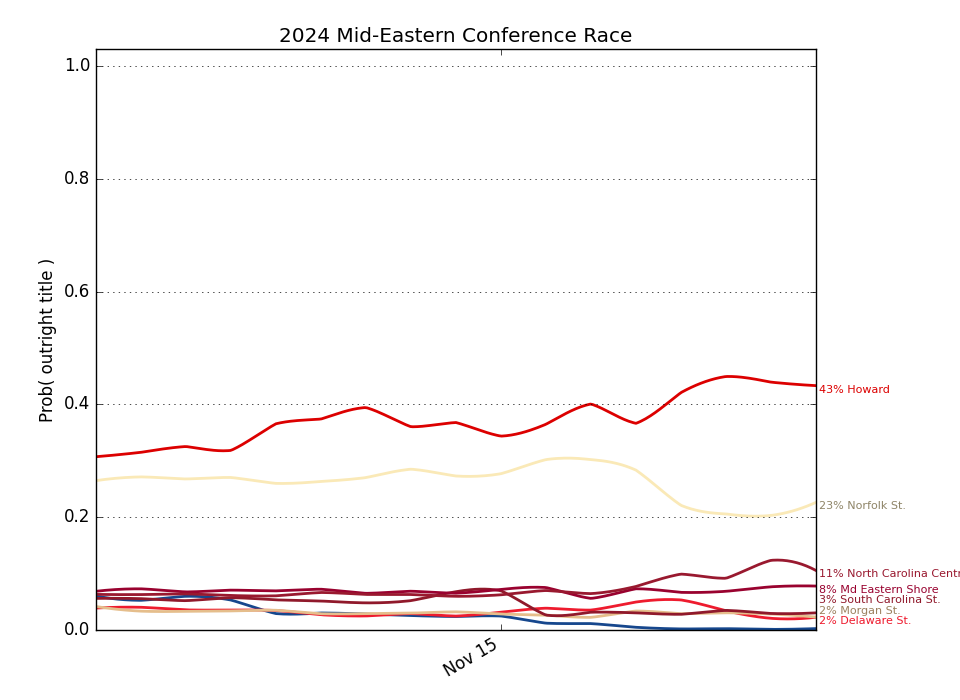 2024 Mid-Eastern Conference Race
Prob( outright title )
1.0
0.8
0.6
0.4
0.2
0.0
Nov 15
43% Howard
23% Norfolk St.
11% North Carolina Centr
8% Md Eastern Shore
3% South Carolina St.
2% Morgan St.
2% Delaware St.